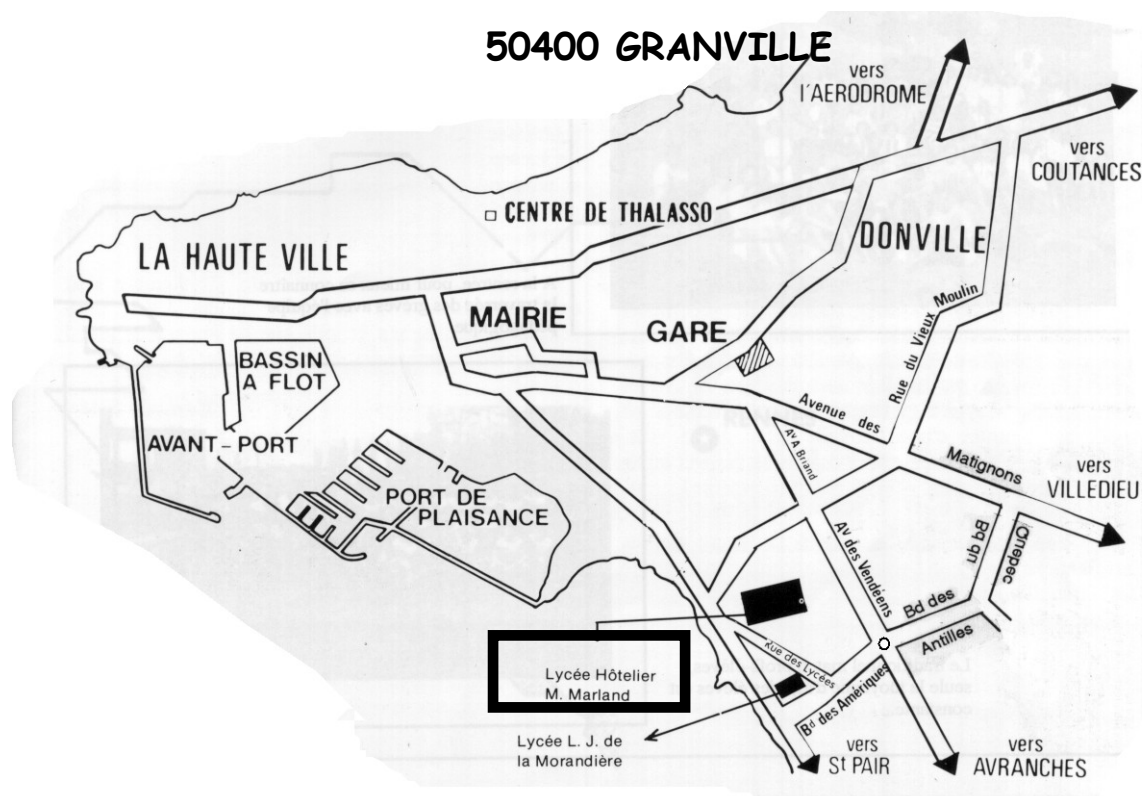 50400 GRANVILLE
vers
l'AERODROME
vers
COUTANCES
□ CENTRE DE THALASSO
DONVILLE
LA HAUTE VILLE
MAIRIE
GARE
Rue du Vieux Moulin
BASSIN
A FLOT
Avenue des
Matignons
Av A Briand
AVANT-PORT
vers
VILLEDIEU
PORT DE
PLAISANCE
Bd du
Québec
Av des Vendéens
Bd des
Antilles
Rue des Lycées
Lycée Hôtelier
M. Marland
Bd des Amériques
Lycée L. J. de
la Morandière
vers
St PAIR
vers
AVRANCHES